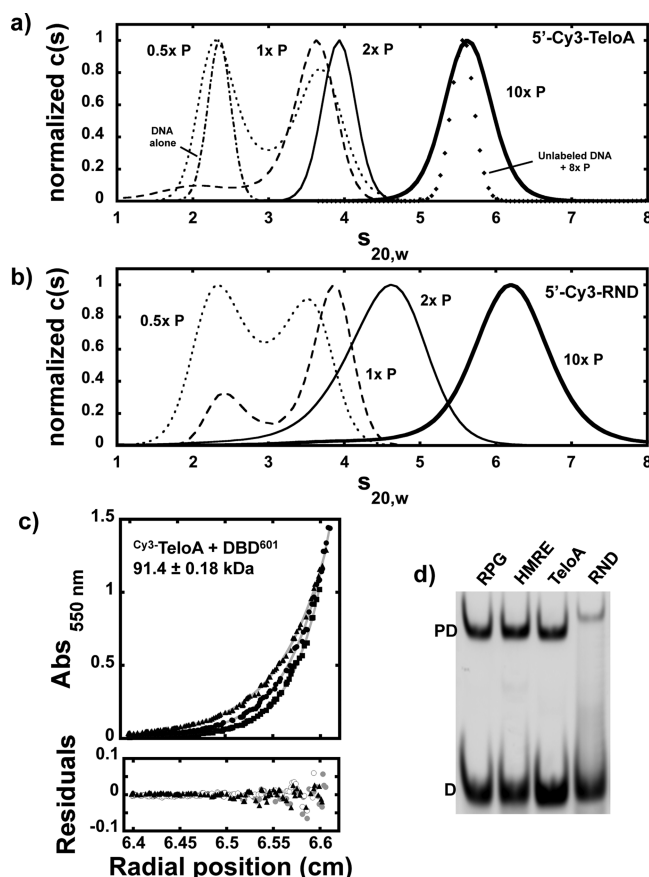 a)
normalized c(s)
1
0.8
0.6
0.4
0.2
0
0.5x P
1x P
2x P
5'-Cy3-TeloA
DNA
alone
10x P
Unlabeled DNA
+ 8x P
1 2 3 4 5 6 7 8
s 20,w
b)
normalized c(s)
1
0.8
0.6
0.4
0.2
0
0.5x P
2x P
5'-Cy3-RND
1x P
10x P
1 2 3 4 5 6 7 8
s 20,w
c)
Abs 550 nm
1.5
1
0.5
0
Cy3-TeloA + DBD601
91.4 ± 0.18 kDa
Residuals
0.1
0
-0.1
6.4 6.45 6.5 6.55 6.6
Radial position (cm)
d)
RPG HMRE TeloA RND
PD
D